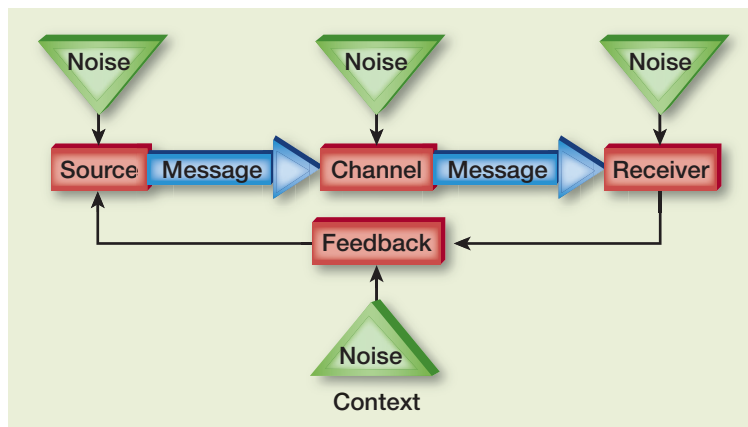 Noise Noise Noise
Source Message Channel Message Receiver
Feedback
Noise
Context